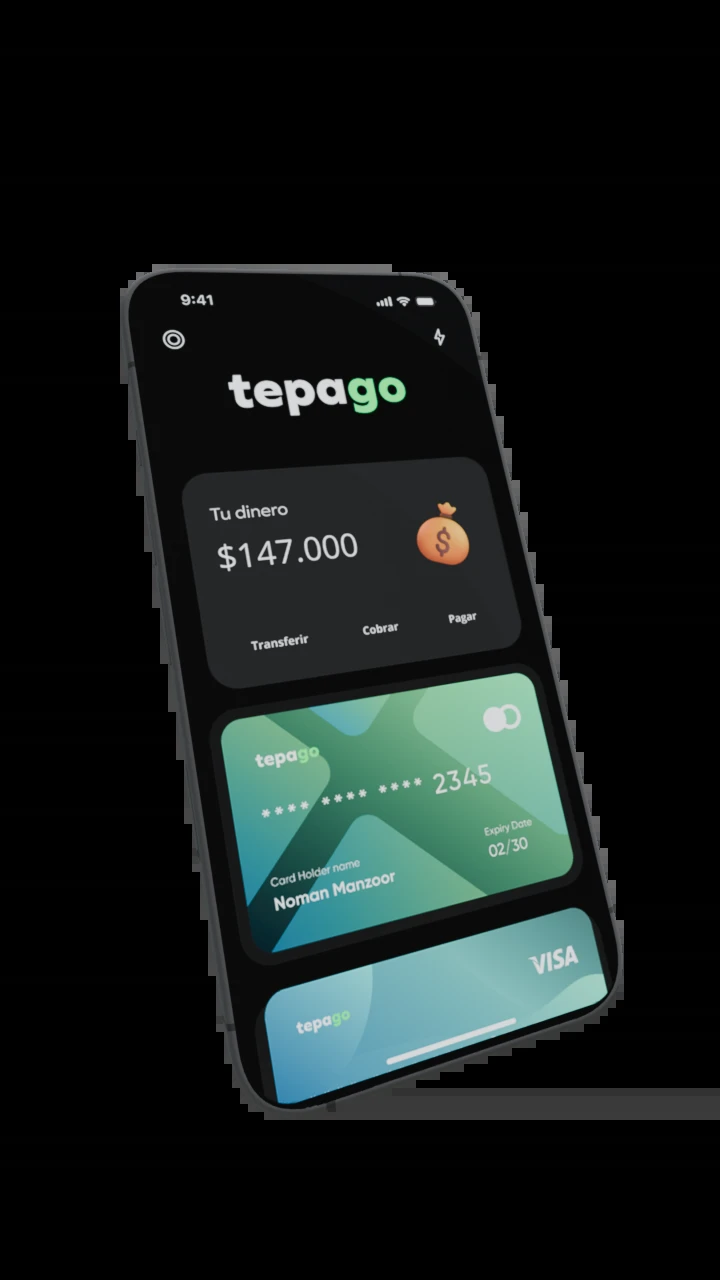 9:41
tepago
Tu dinero
$147.000
Transferir Cobrar Pagar
tepago
**** **** **** 2345
Card Holder name
Noman Manzoor
Expiry Date
02/30
VISA
tepago